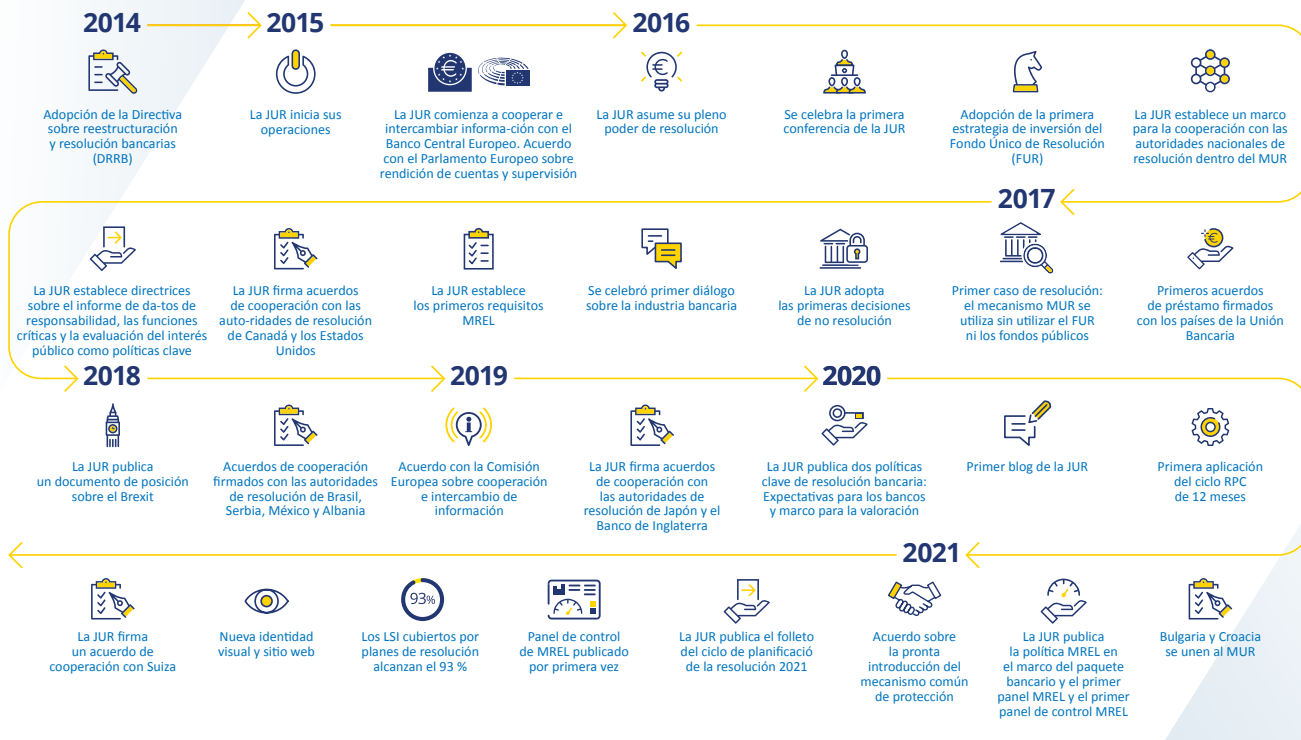 2014
2015
2016
Adopción de la Directiva
sobre reestructuración
y resolución bancarias
(DRRB)
La JUR inicia sus
operaciones
La JUR comienza a cooperar e
intercambiar informa-ción con el
Banco Central Europeo. Acuerdo
con el Parlamento Europeo sobre
rendición de cuentas y supervisión
La JUR asume su pleno
poder de resolución
Se celebra la primera
conferencia de la JUR
Adopción de la primera
estrategia de inversión del
Fondo Único de Resolución
(FUR)
La JUR establece un marco
para la cooperación con las
autoridades nacionales de
resolución dentro del MUR
2017
La JUR establece directrices
sobre el informe de da-tos de
responsabilidad, las funciones
críticas y la evaluación del interés
público como políticas clave
La JUR firma acuerdos
de cooperación con las
auto-ridades de resolución
de Canadá y los Estados
Unidos
La JUR establece
los primeros requisitos
MREL
Se celebró primer diálogo
sobre la industria bancaria
La JUR adopta
las primeras decisiones
de no resolución
Primer caso de resolución:
el mecanismo MUR se
utiliza sin utilizar el FUR
ni los fondos públicos
Primeros acuerdos
de préstamo firmados
con los países de la Unión
Bancaria
2018
2019
2020
La JUR publica
un documento de posición
sobre el Brexit
Acuerdos de cooperación
firmados con las autoridades
de resolución de Brasil,
Serbia, México y Albania
Acuerdo con la Comisión
Europea sobre cooperación
e intercambio de
información
La JUR firma acuerdos
de cooperación con
las autoridades de
resolución de Japón y el
Banco de Inglaterra
La JUR publica dos políticas
clave de resolución bancaria:
Expectativas para los bancos
y marco para la valoración
Primer blog de la JUR
Primera aplicación
del ciclo RPC
de 12 meses
2021
La JUR firma
un acuerdo de
cooperación con Suiza
Nueva identidad
visual y sitio web
93%
Los LSI cubiertos por
planes de resolución
alcanzan el 93 %
Panel de control
de MREL publicado
por primera vez
La JUR publica el folleto
del ciclo de planificació
de la resolución 2021
Acuerdo sobre
la pronta
introducción del
mecanismo común
de protección
La JUR publica
la política MREL en
el marco del paquete
bancario y el primer
panel MREL y el primer
panel de control MREL
Bulgaria y Croacia
se unen al MUR